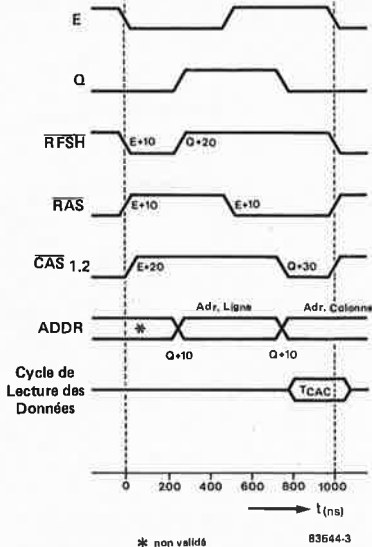 E
Q
RFSH E+10 Q+20
RAS E+10 E+10
CAS 1.2 E+20 Q+30
Adr. Ligne Adr. Colonne
ADDR *
Q+10 Q+10
Cycle de
Lecture des
Données
TCAC
0 200 400 600 800 1000
t(ns)
* non validé
83644-3